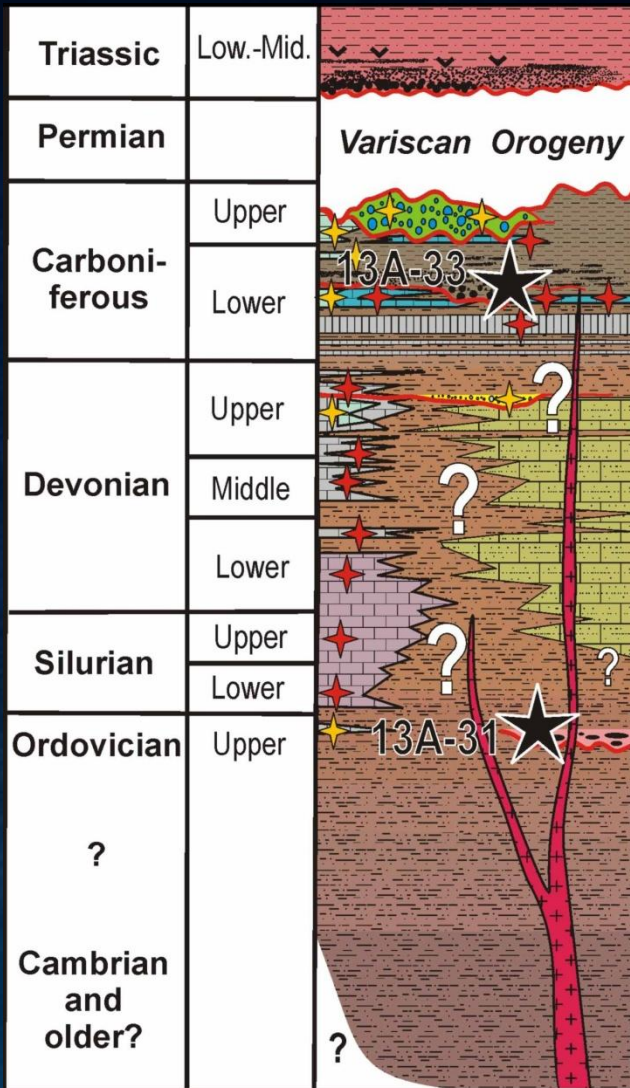 Triassic Low.-Mid.
Permian Variscan Orogeny
Upper
Carboni-
ferous
13A-33
Lower
?
Upper
Devonian Middle
?
Lower
Upper
?
Silurian
?
Lower
Ordovician Upper 13A-31
?
Cambrian
and
older?
?